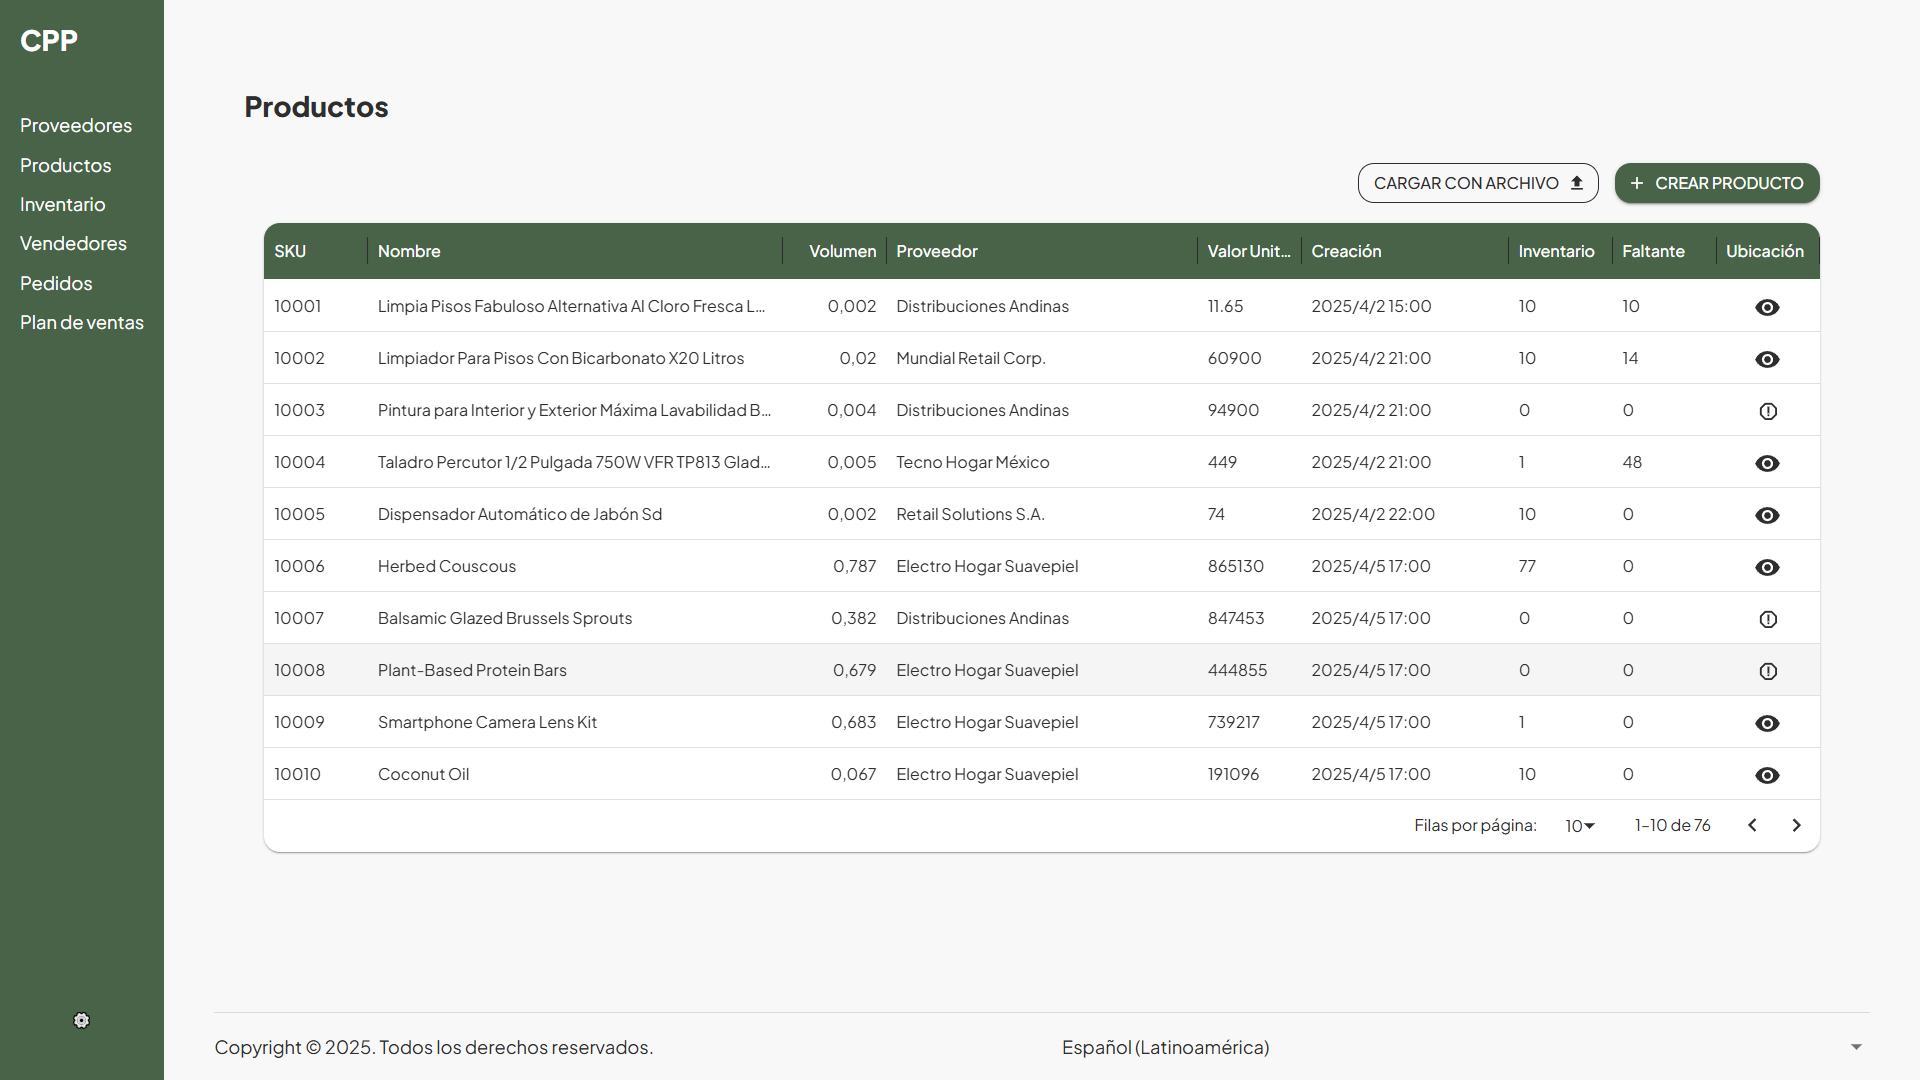 CPP
Proveedores
Productos
Inventario
Vendedores
Pedidos
Plan de ventas
Productos
CARGAR CON ARCHIVO
+ CREAR PRODUCTO
SKU Nombre Volumen Proveedor Valor Unit... Creación Inventario Faltante Ubicación
10001 Limpia Pisos Fabuloso Alternativa Al Cloro Fresca L... 0,002 Distribuciones Andinas 11.65 2025/4/2 15:00 10 10
10002 Limpiador Para Pisos Con Bicarbonato X20 Litros 0,02 Mundial Retail Corp. 60900 2025/4/2 21:00 10 14
10003 Pintura para Interior y Exterior Máxima Lavabilidad B... 0,004 Distribuciones Andinas 94900 2025/4/2 21:00 0 0
10004 Taladro Percutor 1/2 Pulgada 750W VFR TP813 Glad... 0,005 Tecno Hogar México 449 2025/4/2 21:00 1 48
10005 Dispensador Automático de Jabón Sd 0,002 Retail Solutions S.A. 74 2025/4/2 22:00 10 0
10006 Herbed Couscous 0,787 Electro Hogar Suavepiel 865130 2025/4/5 17:00 77 0
10007 Balsamic Glazed Brussels Sprouts 0,382 Distribuciones Andinas 847453 2025/4/5 17:00 0 0
10008 Plant-Based Protein Bars 0,679 Electro Hogar Suavepiel 444855 2025/4/5 17:00 0 0
10009 Smartphone Camera Lens Kit 0,683 Electro Hogar Suavepiel 739217 2025/4/5 17:00 1 0
10010 Coconut Oil 0,067 Electro Hogar Suavepiel 191096 2025/4/5 17:00 10 0
Filas por página: 10 1–10 de 76
Copyright © 2025. Todos los derechos reservados.
Español (Latinoamérica)